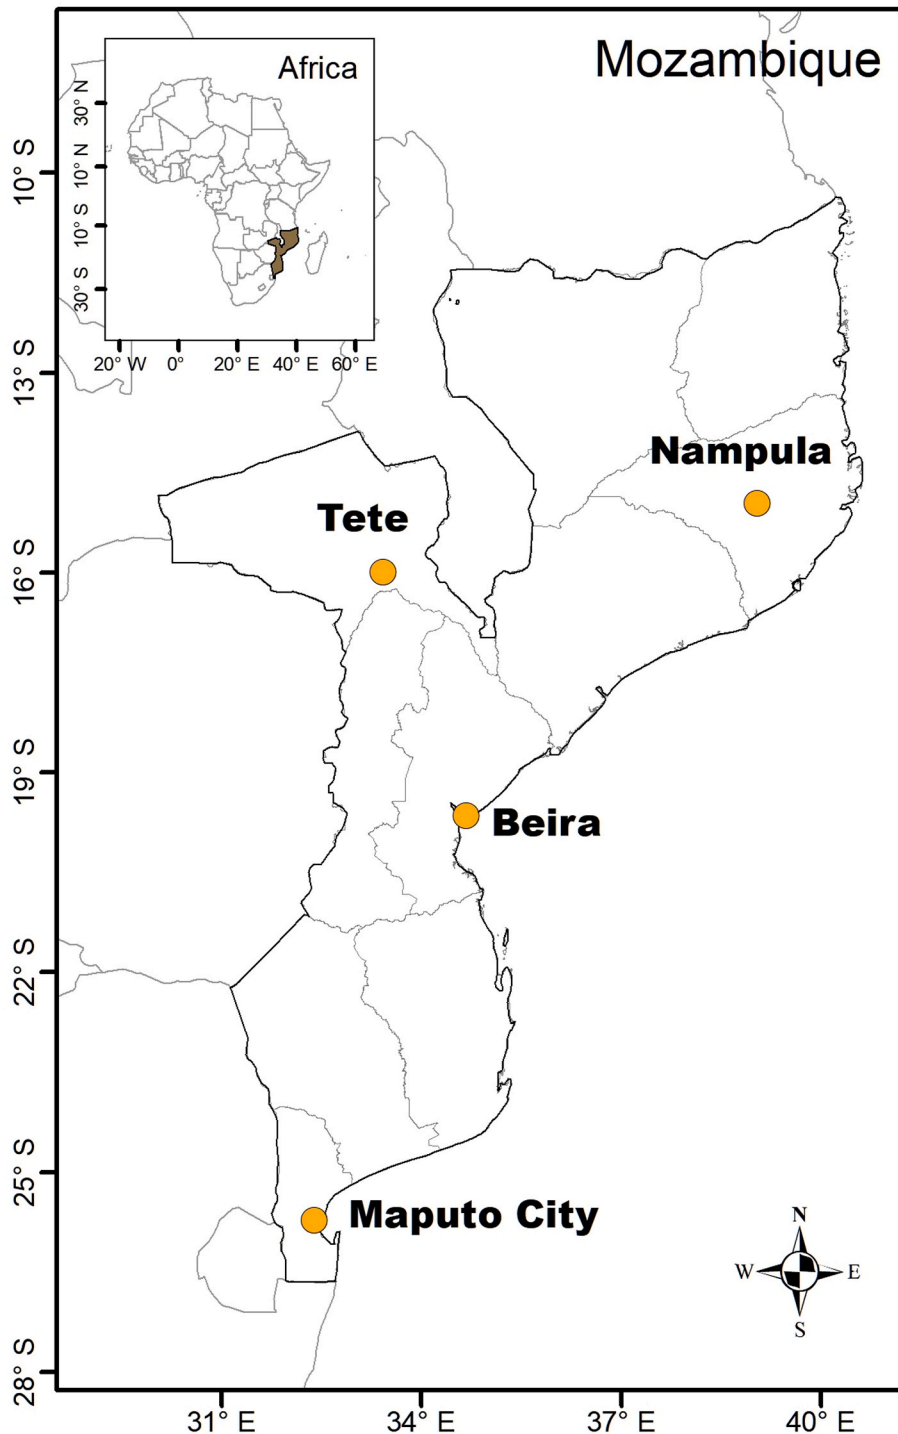 Mozambique
Africa
30° N
10° N
10° S
30° S
20° W 0° 20° E 40° E 60° E
10° S
13° S
16° S
19° S
22° S
25° S
28° S
Nampula
Tete
Beira
Maputo City
N
W E
S
31° E 34° E 37° E 40° E